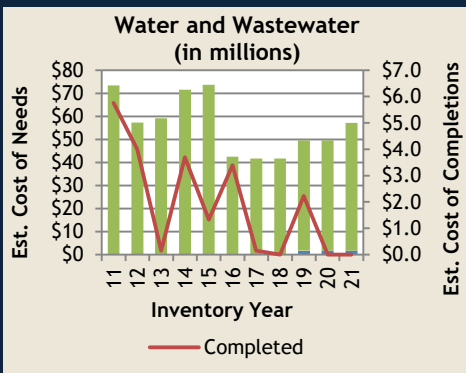 Water and Wastewater
(in millions)
Est. Cost of Needs
$80
$70
$60
$50
$40
$30
$20
$10
$0
$7.0
$6.0
$5.0
$4.0
$3.0
$2.0
$1.0
$0.0
Est. Cost of Completions
11 12 13 14 15 16 17 18 19 20 21
Inventory Year
Completed